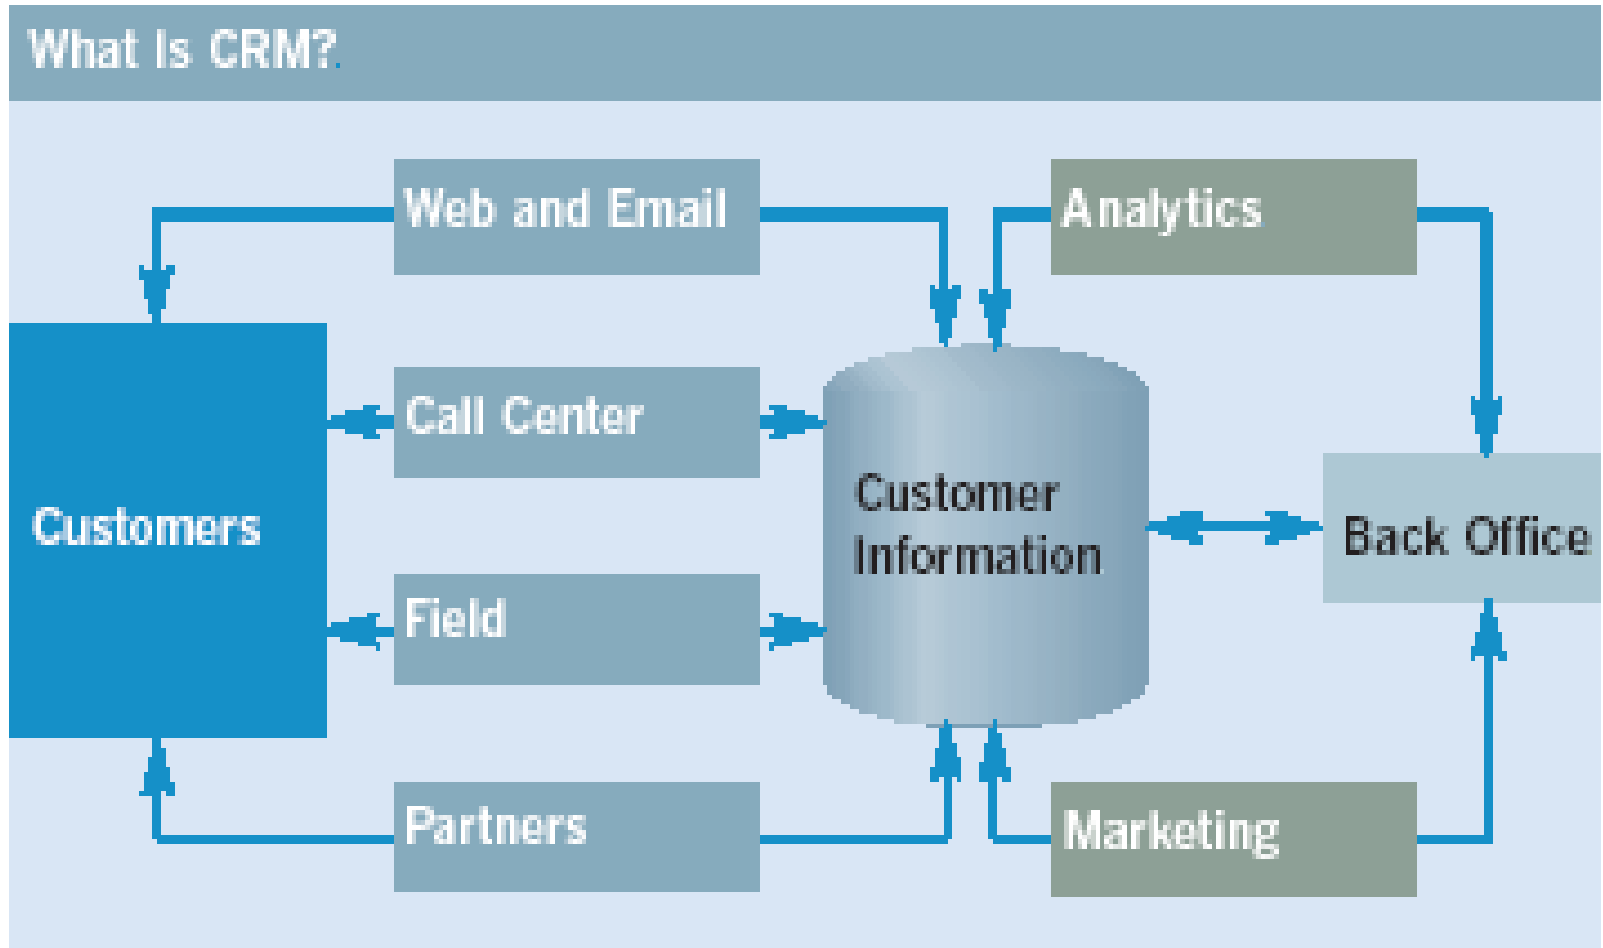 What Is CRM?
Web and Email
Analytics
Call Center
Customers
Customer
Information
Back Office
Field
Partners
Marketing